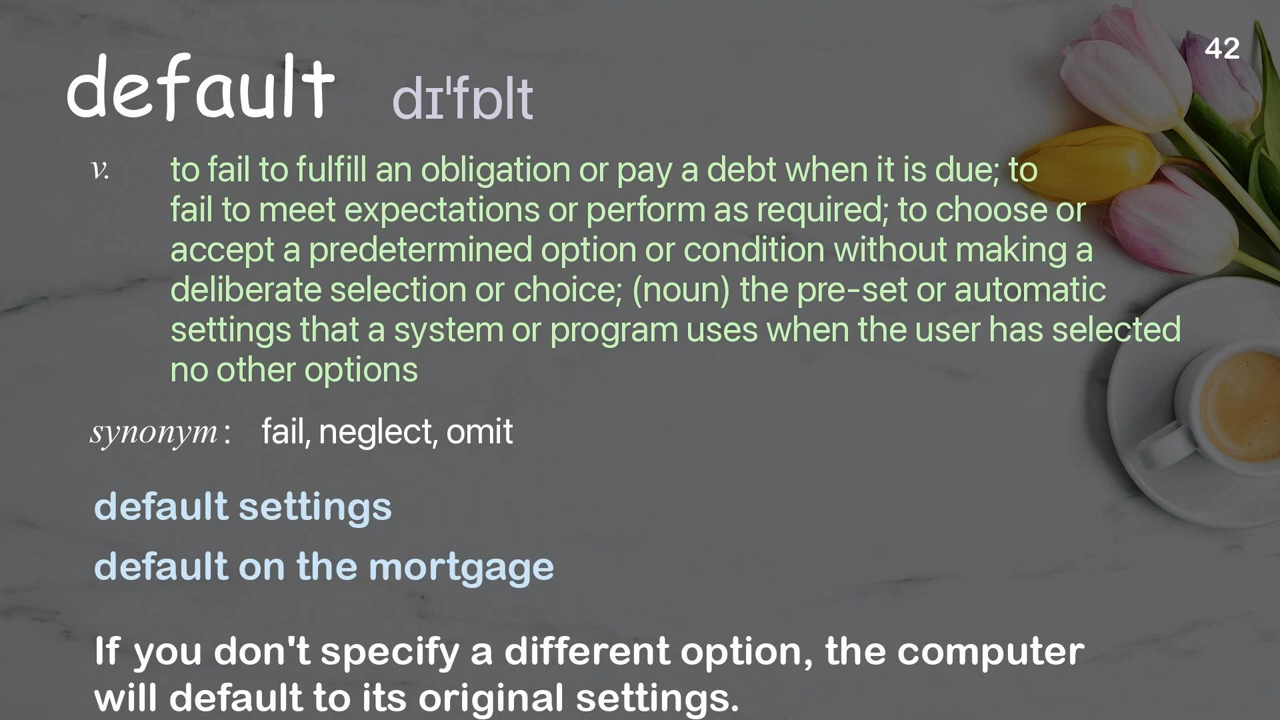 42
default dɪˈfɒlt
v. to fail to fulfill an obligation or pay a debt when it is due; to
fail to meet expectations or perform as required; to choose or
accept a predetermined option or condition without making a
deliberate selection or choice; (noun) the pre-set or automatic
settings that a system or program uses when the user has selected
no other options
synonym: fail, neglect, omit
default settings
default on the mortgage
If you don't specify a different option, the computer
will default to its original settings.